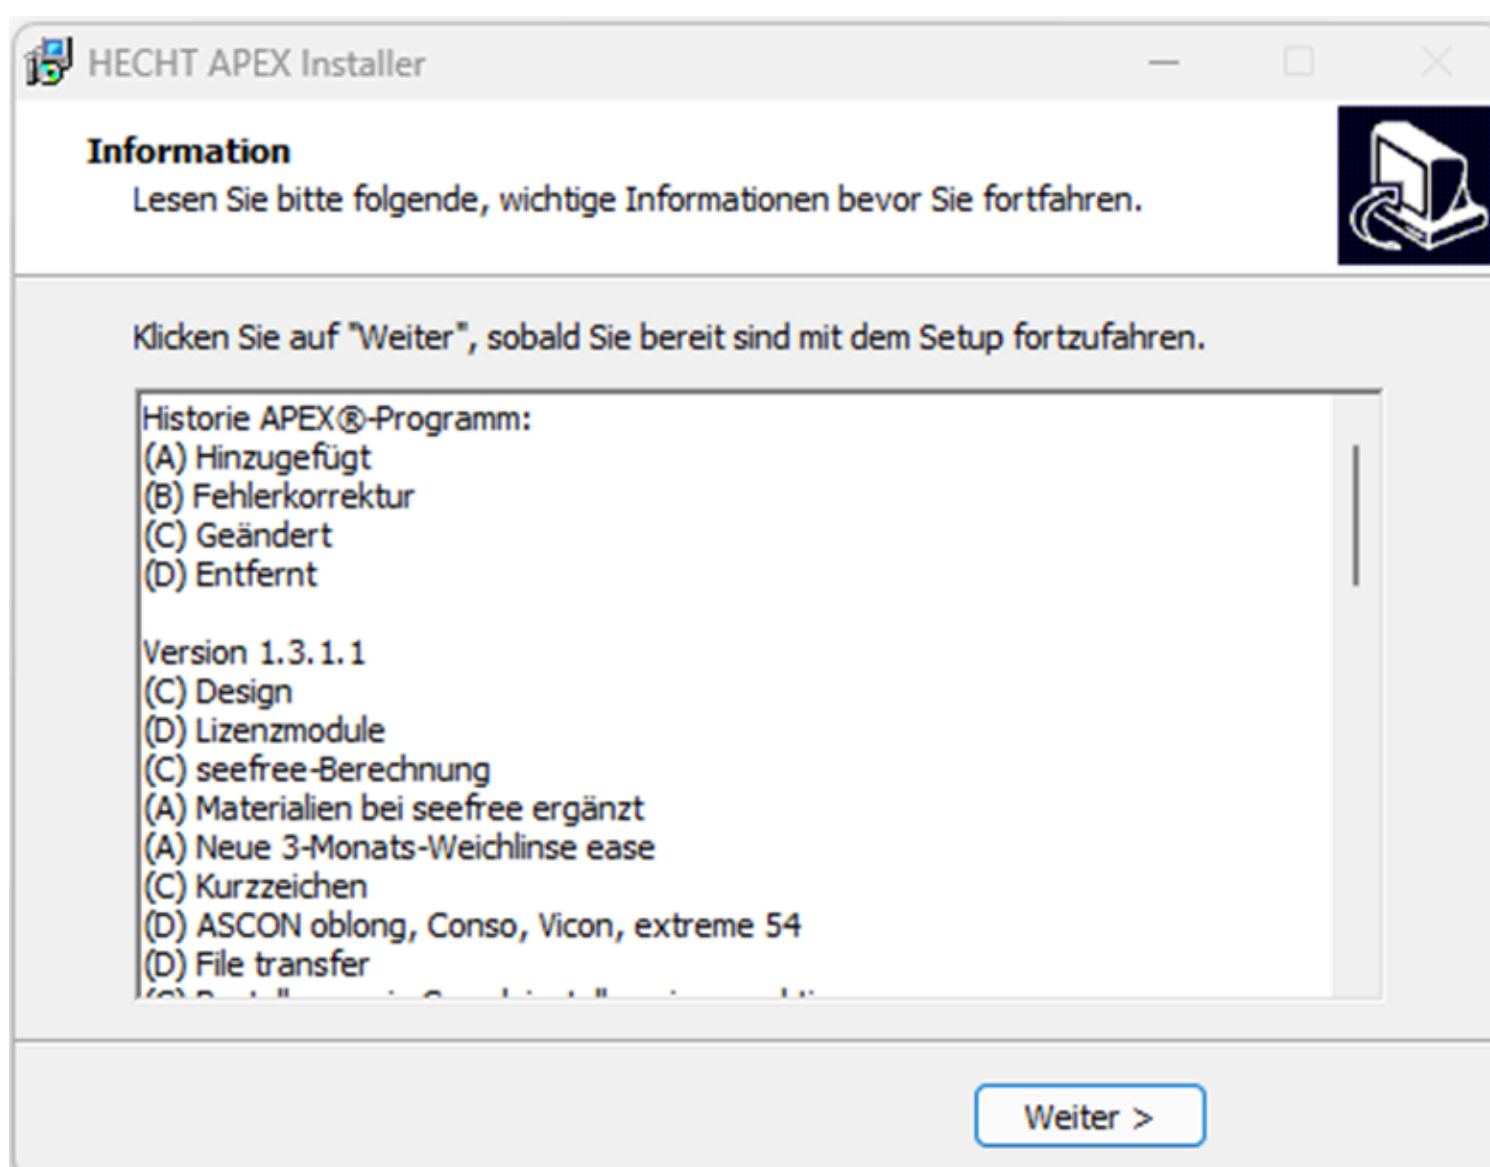 HECHT APEX Installer
Information
Lesen Sie bitte folgende, wichtige Informationen bevor Sie fortfahren.
Klicken Sie auf "Weiter", sobald Sie bereit sind mit dem Setup fortzufahren.
Historie APEX®-Programm:
(A) Hinzugefügt
(B) Fehlerkorrektur
(C) Geändert
(D) Entfernt
Version 1.3.1.1
(C) Design
(D) Lizenzmodule
(C) seefree-Berechnung
(A) Materialien bei seefree ergänzt
(A) Neue 3-Monats-Weichlinse ease
(C) Kurzzeichen
(D) ASCON oblong, Conso, Vicon, extreme 54
(D) File transfer
Weiter >